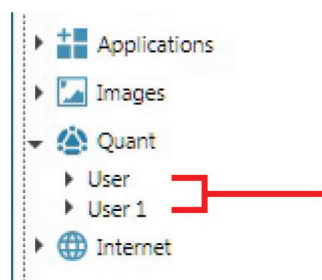 Applications
Images
Quant
User
User 1
Internet